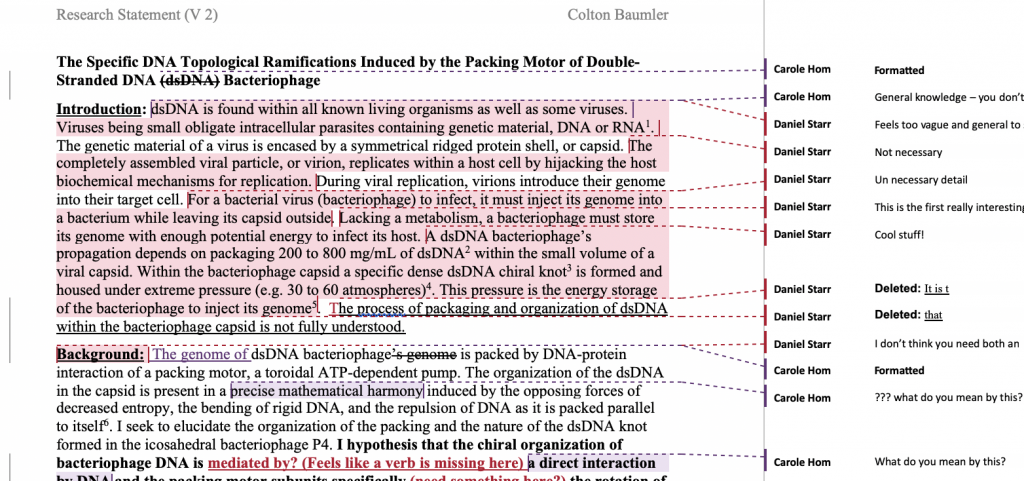 Research Statement (V 2) Colton Baumler
The Specific DNA Topological Ramifications Induced by the Packing Motor of Double-
Stranded DNA (dsDNA) Bacteriophage
Introduction: dsDNA is found within all known living organisms as well as some viruses.
Viruses being small obligate intracellular parasites containing genetic material, DNA or RNA1.
The genetic material of a virus is encased by a symmetrical ridged protein shell, or capsid. The
completely assembled viral particle, or virion, replicates within a host cell by hijacking the host
biochemical mechanisms for replication. During viral replication, virions introduce their genome
into their target cell. For a bacterial virus (bacteriophage) to infect, it must inject its genome into
a bacterium while leaving its capsid outside. Lacking a metabolism, a bacteriophage must store
its genome with enough potential energy to infect its host. A dsDNA bacteriophage's
propagation depends on packaging 200 to 800 mg/mL of dsDNA2 within the small volume of a
viral capsid. Within the bacteriophage capsid a specific dense dsDNA chiral knot3 is formed and
housed under extreme pressure (e.g. 30 to 60 atmospheres)4. This pressure is the energy storage
of the bacteriophage to inject its genome5. The process of packaging and organization of dsDNA
within the bacteriophage capsid is not fully understood.
Background: The genome of dsDNA bacteriophage's genome is packed by DNA-protein
interaction of a packing motor, a toroidal ATP-dependent pump. The organization of the dsDNA
in the capsid is present in a precise mathematical harmony induced by the opposing forces of
decreased entropy, the bending of rigid DNA, and the repulsion of DNA as it is packed parallel
to itself6. I seek to elucidate the organization of the packing and the nature of the dsDNA knot
formed in the icosahedral bacteriophage P4. I hypothesis that the chiral organization of
bacteriophage DNA is mediated by? (Feels like a verb is missing here) a direct interaction
by DNA and the packing motor subunits specifically (need something here?) the rotation of
Carole Hom Formatted
Carole Hom General knowledge – you don't
Daniel Starr Feels too vague and general to
Daniel Starr Not necessary
Daniel Starr Un necessary detail
Daniel Starr This is the first really interesting
Daniel Starr Cool stuff!
Daniel Starr Deleted: It is t
Daniel Starr Deleted: that
Daniel Starr I don't think you need both an
Carole Hom Formatted
Carole Hom ??? what do you mean by this?
Carole Hom What do you mean by this?